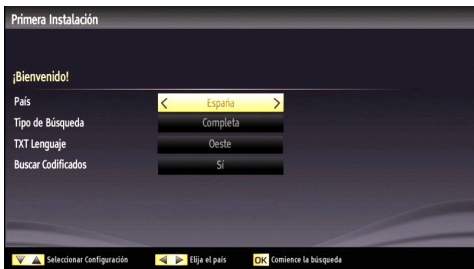 Primera Instalación
¡Bienvenido!
País < España >
Tipo de Búsqueda Completa
TXT Lenguaje Oeste
Buscar Codificados Sí
Seleccionar Configuración Elija el país OK Comience la búsqueda